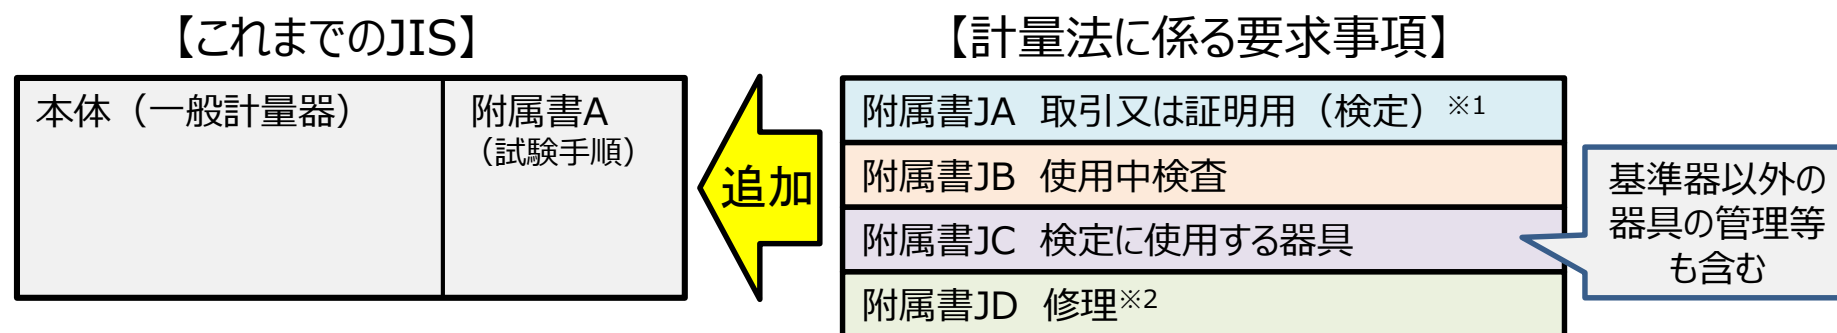 【これまでのJIS】
【計量法に係る要求事項】
本体（一般計量器）
附属書A
（試験手順）
追加
附属書JA 取引又は証明用（検定）※1
附属書JB 使用中検査
附属書JC 検定に使用する器具
附属書JD 修理※2
基準器以外の
器具の管理等
も含む